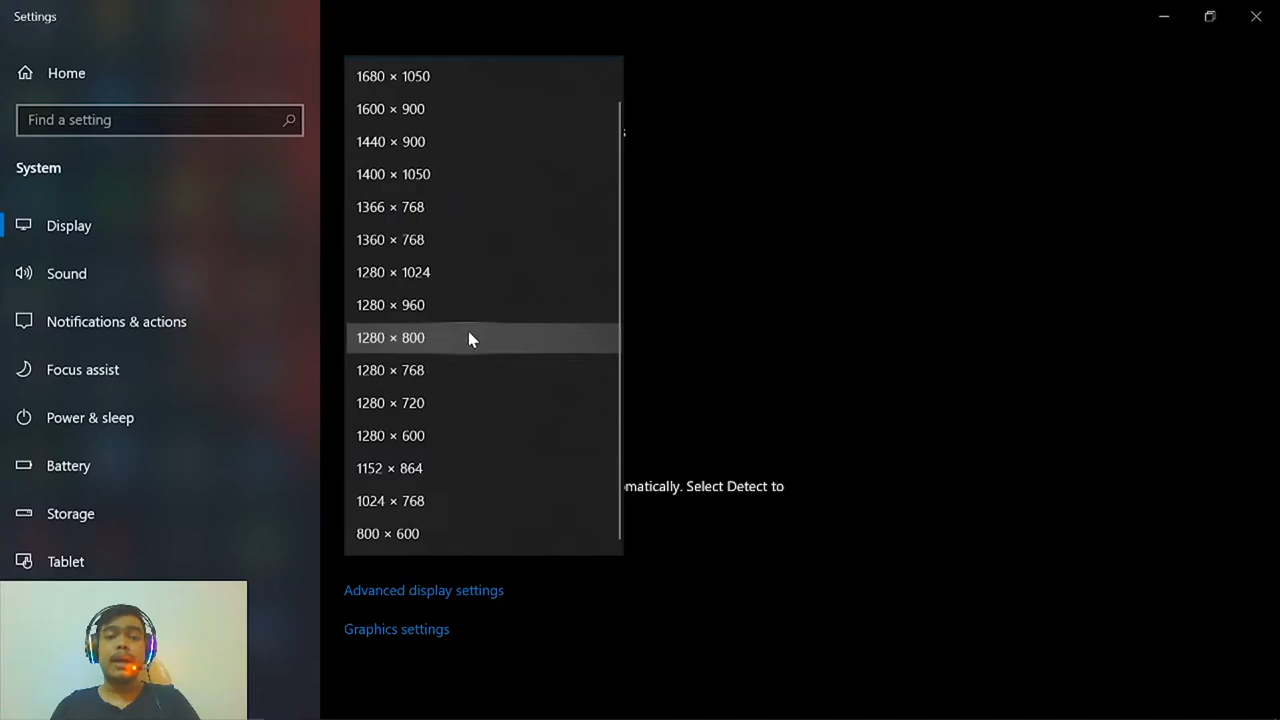 Settings
Home
Find a setting
System
Display
Sound
Notifications & actions
Focus assist
Power & sleep
Battery
Storage
Tablet
1680 × 1050
1600 × 900
1440 × 900
1400 × 1050
1366 × 768
1360 × 768
1280 × 1024
1280 × 960
1280 × 800
1280 × 768
1280 × 720
1280 × 600
1152 × 864
1024 × 768
800 × 600
Select Detect to
Advanced display settings
Graphics settings